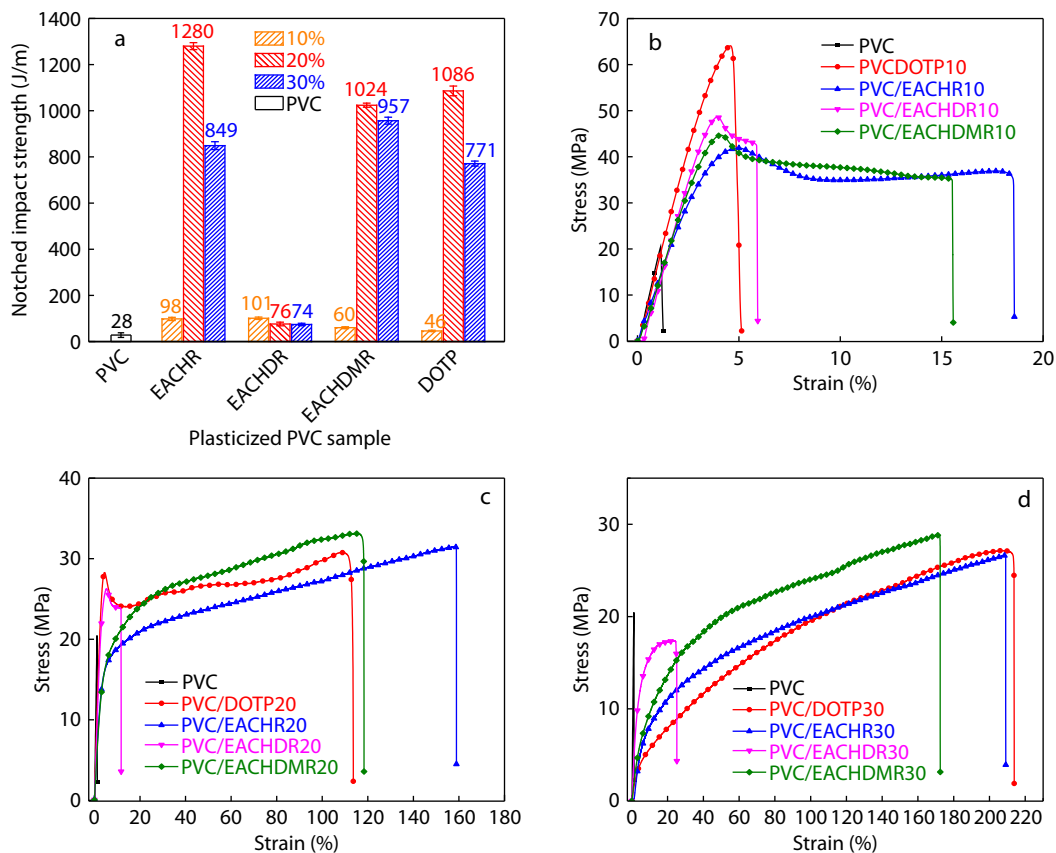 a
1400
1200
1000
800
600
400
200
0
Notched impact strength (J/m)
10%
20%
30%
PVC
28
98
1280
849
101
76
74
60
1024
957
46
1086
771
PVC
EACHR
EACHDR
EACHDMR
DOTP
Plasticized PVC sample
b
70
60
50
40
30
20
10
0
Stress (MPa)
PVC
PVCDOTP10
PVC/EACHR10
PVC/EACHDR10
PVC/EACHDMR10
0 5 10 15 20
Strain (%)
c
40
30
20
10
0
Stress (MPa)
PVC
PVC/DOTP20
PVC/EACHR20
PVC/EACHDR20
PVC/EACHDMR20
0 20 40 60 80 100 120 140 160 180
Strain (%)
d
30
20
10
0
Stress (MPa)
PVC
PVC/DOTP30
PVC/EACHR30
PVC/EACHDR30
PVC/EACHDMR30
0 20 40 60 80 100 120 140 160 180 200 220
Strain (%)